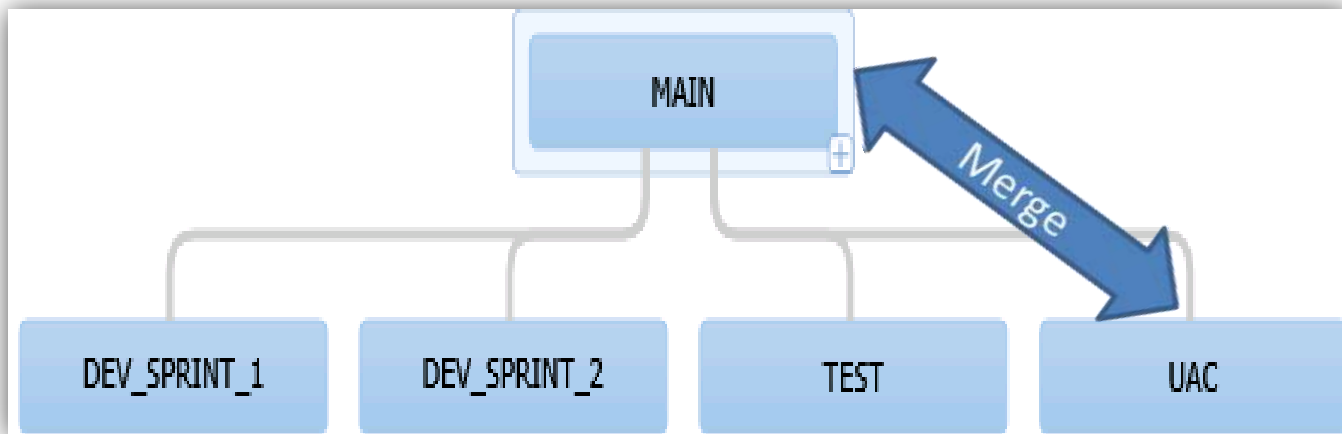 MAIN
Merge
DEV_SPRINT_1
DEV_SPRINT_2
TEST
UAC